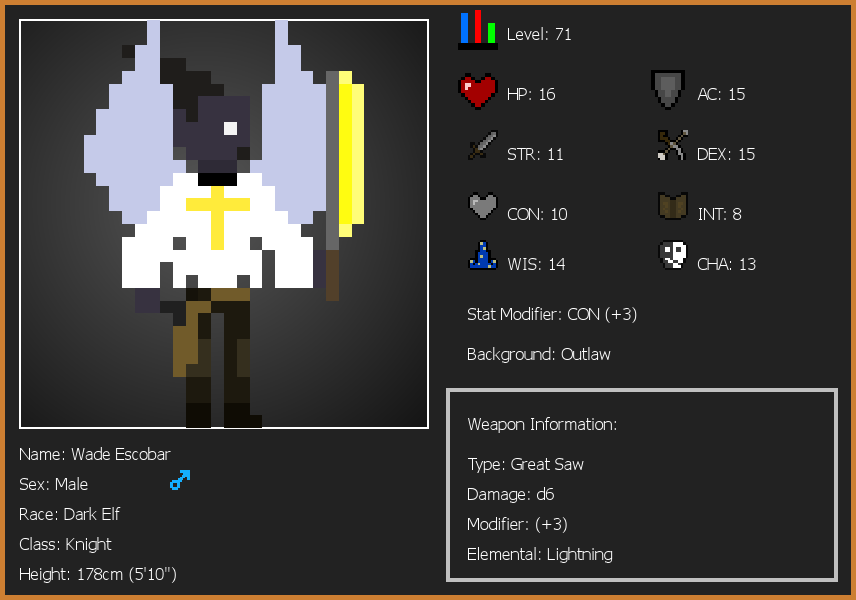 Level: 71
HP: 16
AC: 15
STR: 11
DEX: 15
CON: 10
INT: 8
WIS: 14
CHA: 13
Stat Modifier: CON (+3)
Background: Outlaw
Weapon Information:
Type: Great Saw
Damage: d6
Modifier: (+3)
Elemental: Lightning
Name: Wade Escobar
Sex: Male
Race: Dark Elf
Class: Knight
Height: 178cm (5'10")